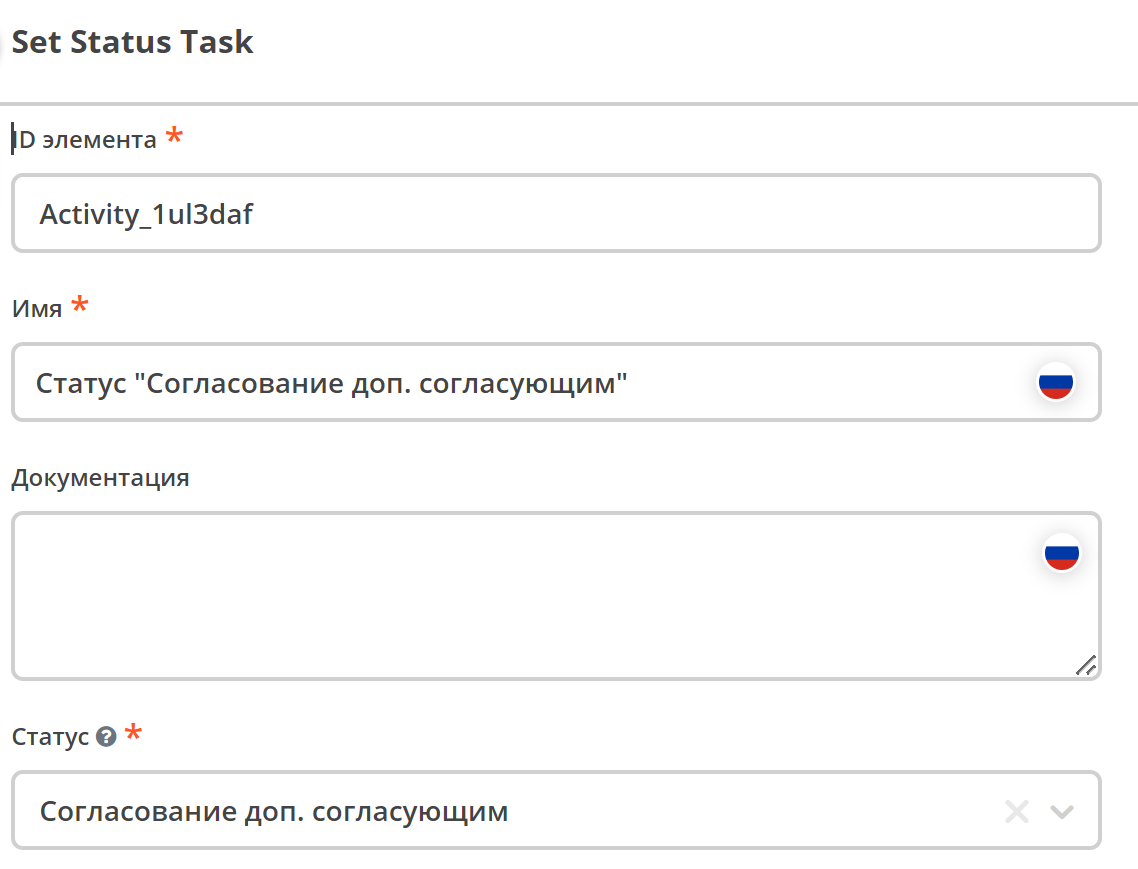 Set Status Task
ID элемента *
Activity_1ul3daf
Имя *
Статус "Согласование доп. согласующим"
Документация
Статус ? *
Согласование доп. согласующим